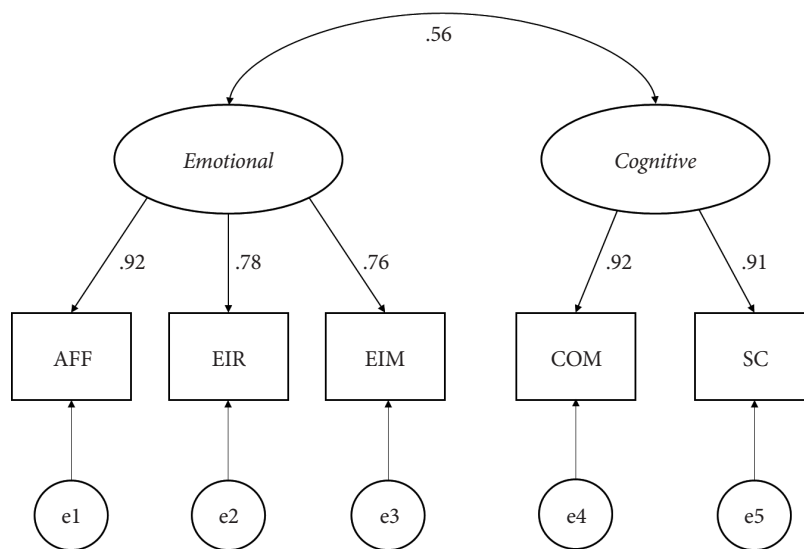 .56
Emotional
Cognitive
.92
.78
.76
.92
.91
AFF
EIR
EIM
COM
SC
e1
e2
e3
e4
e5